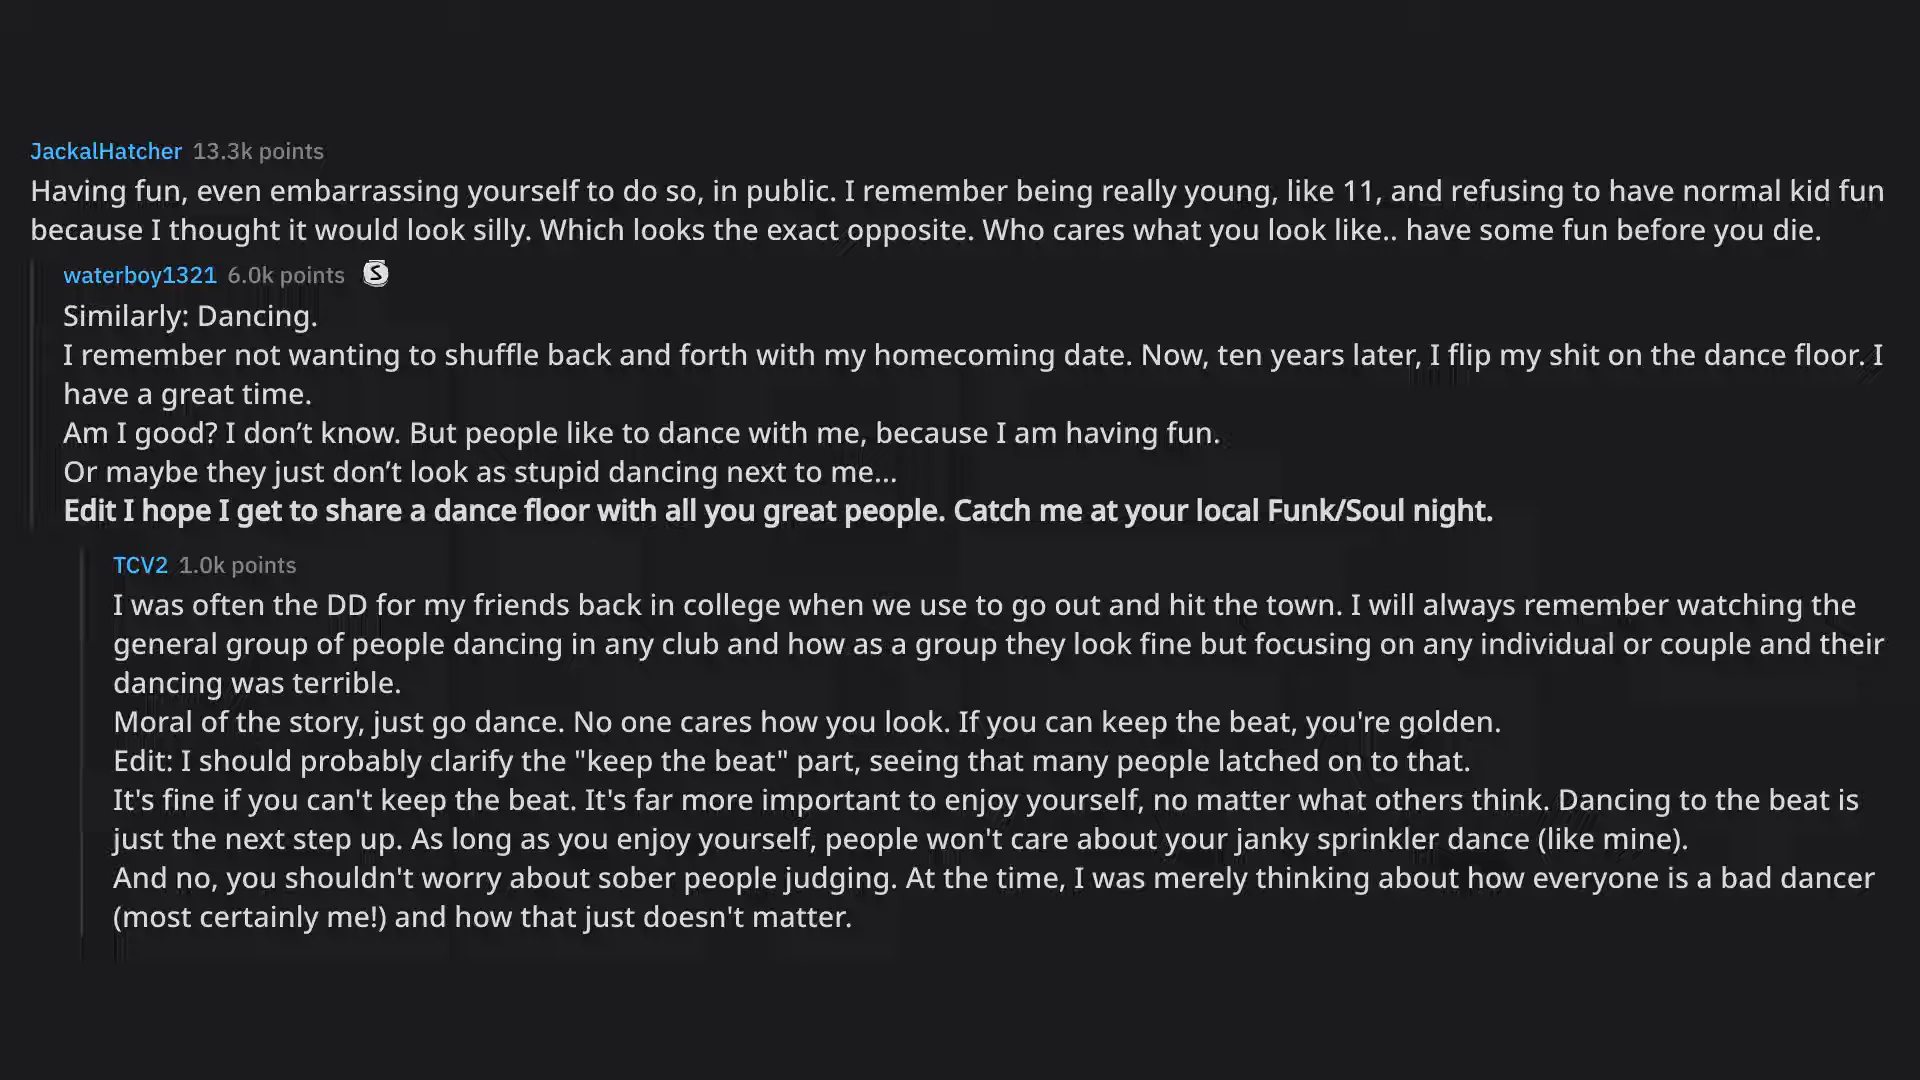 JackalHatcher 13.3k points
Having fun, even embarrassing yourself to do so, in public. I remember being really young, like 11, and refusing to have normal kid fun
because I thought it would look silly. Which looks the exact opposite. Who cares what you look like.. have some fun before you die.
waterboy1321 6.0k points S
Similarly: Dancing.
I remember not wanting to shuffle back and forth with my homecoming date. Now, ten years later, I flip my shit on the dance floor. I
have a great time.
Am I good? I don’t know. But people like to dance with me, because I am having fun.
Or maybe they just don’t look as stupid dancing next to me...
Edit I hope I get to share a dance floor with all you great people. Catch me at your local Funk/Soul night.
TCV2 1.0k points
I was often the DD for my friends back in college when we use to go out and hit the town. I will always remember watching the
general group of people dancing in any club and how as a group they look fine but focusing on any individual or couple and their
dancing was terrible.
Moral of the story, just go dance. No one cares how you look. If you can keep the beat, you're golden.
Edit: I should probably clarify the "keep the beat" part, seeing that many people latched on to that.
It's fine if you can't keep the beat. It's far more important to enjoy yourself, no matter what others think. Dancing to the beat is
just the next step up. As long as you enjoy yourself, people won't care about your janky sprinkler dance (like mine).
And no, you shouldn't worry about sober people judging. At the time, I was merely thinking about how everyone is a bad dancer
(most certainly me!) and how that just doesn't matter.